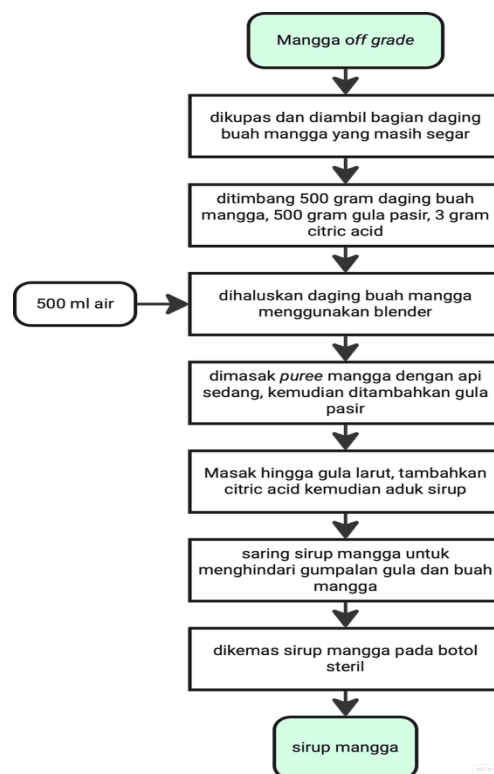 Mangga off grade
dikupas dan diambil bagian daging
buah mangga yang masih segar
ditimbang 500 gram daging buah
mangga, 500 gram gula pasir, 3 gram
citric acid
500 ml air
dihaluskan daging buah mangga
menggunakan blender
dimasak puree mangga dengan api
sedang, kemudian ditambahkan gula
pasir
Masak hingga gula larut, tambahkan
citric acid kemudian aduk sirup
saring sirup mangga untuk
menghindari gumpalan gula dan buah
mangga
dikemas sirup mangga pada botol
steril
sirup mangga